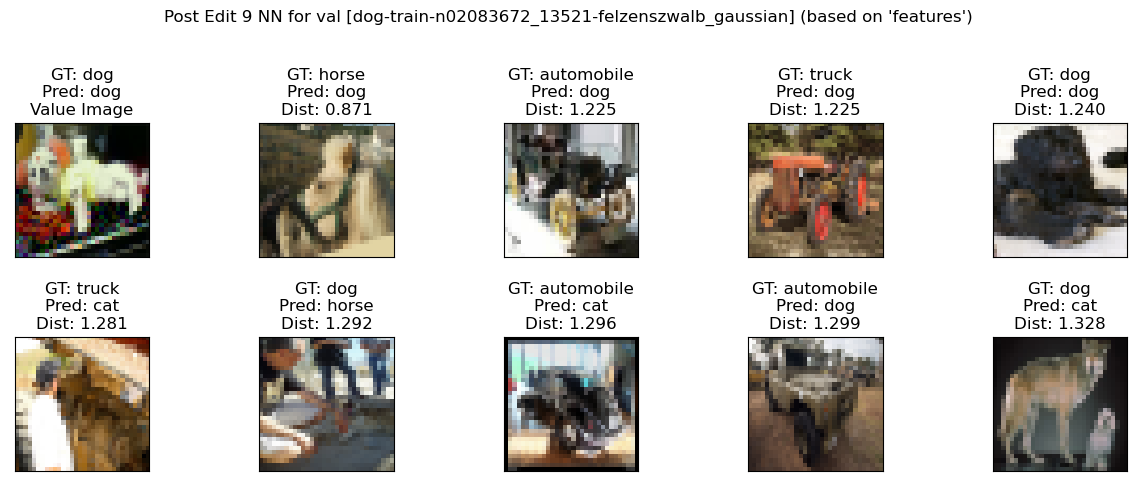 Post Edit 9 NN for val [dog-train-n02083672_13521-felzenszwalb_gaussian] (based on 'features')
GT: dog
Pred: dog
Value Image
GT: horse
Pred: dog
Dist: 0.871
GT: automobile
Pred: dog
Dist: 1.225
GT: truck
Pred: dog
Dist: 1.225
GT: dog
Pred: dog
Dist: 1.240
GT: truck
Pred: cat
Dist: 1.281
GT: dog
Pred: horse
Dist: 1.292
GT: automobile
Pred: cat
Dist: 1.296
GT: automobile
Pred: dog
Dist: 1.299
GT: dog
Pred: cat
Dist: 1.328